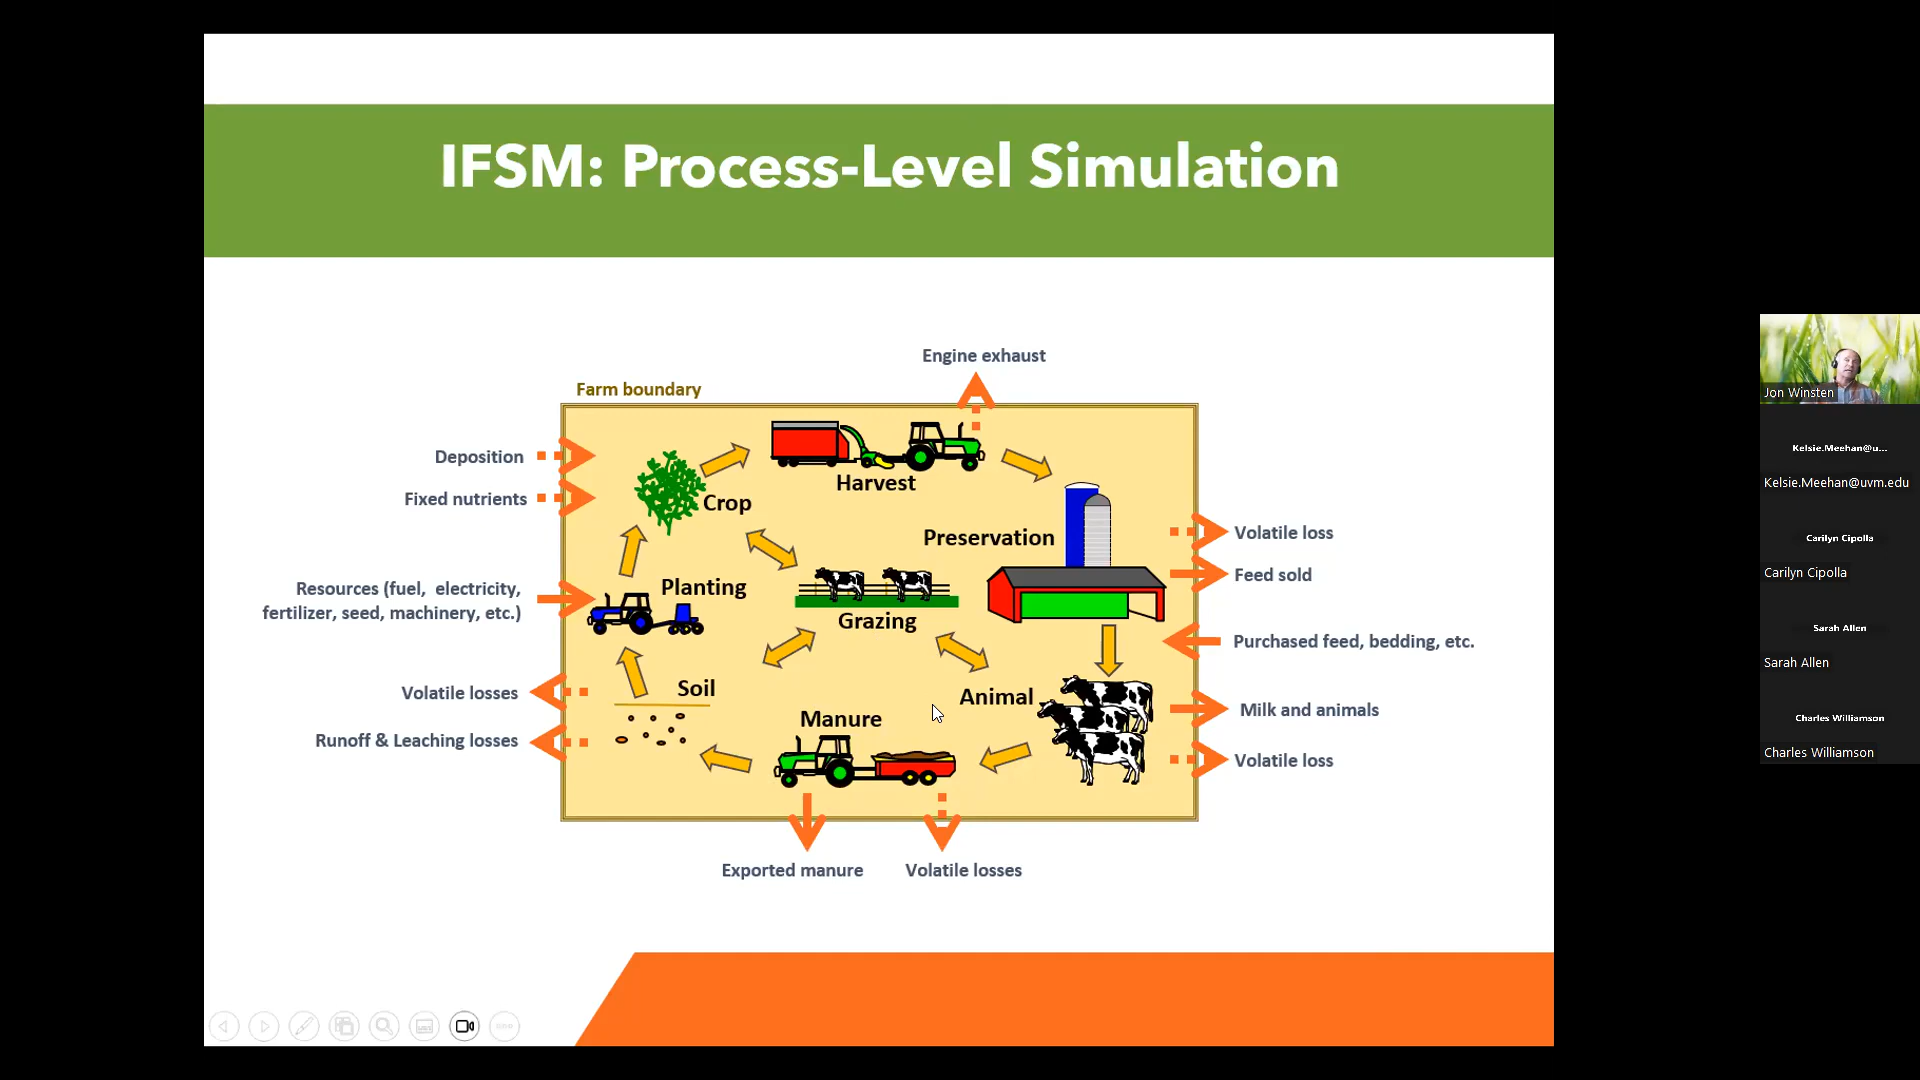 IFSM: Process-Level Simulation
Engine exhaust
Farm boundary
Deposition
Fixed nutrients
Harvest
Crop
Preservation
Volatile loss
Feed sold
Resources (fuel, electricity,
fertilizer, seed, machinery, etc.)
Planting
Grazing
Purchased feed, bedding, etc.
Volatile losses
Runoff & Leaching losses
Soil
Animal
Manure
Milk and animals
Volatile loss
Exported manure
Volatile losses
Jon Winsten
Kelsie.Meehan@u...
Kelsie.Meehan@uvm.edu
Carilyn Cipolla
Carilyn Cipolla
Sarah Allen
Sarah Allen
Charles Williamson
Charles Williamson